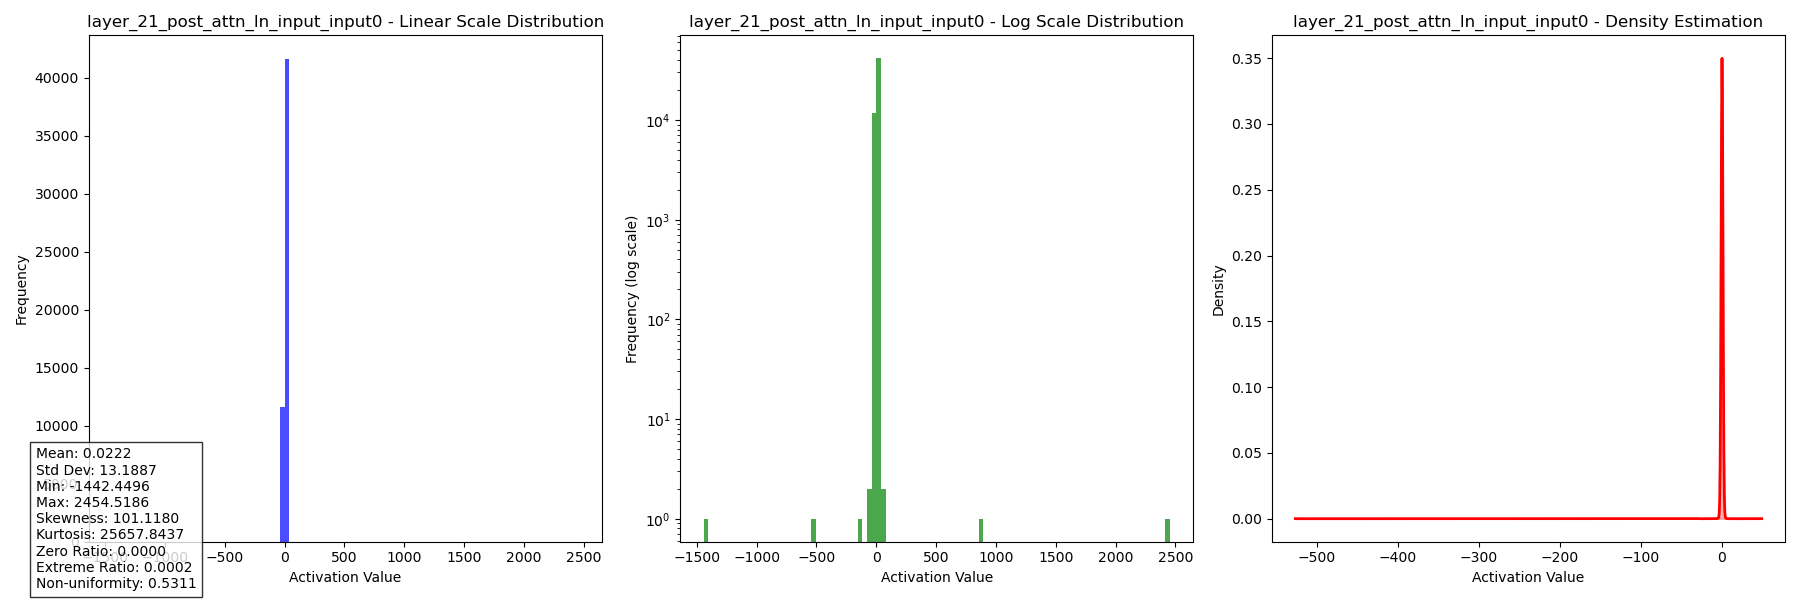 layer_21_post_attn_ln_input_input0 - Linear Scale Distribution
40000
35000
30000
25000
20000
15000
10000
5000
0
Frequency
-1500
-1000
−500
0
500
1000
1500
2000
2500
Activation Value
Mean: 0.0222
Std Dev: 13.1887
Min: -1442.4496
Max: 2454.5186
Skewness: 101.1180
Kurtosis: 25657.8437
Zero Ratio: 0.0000
Extreme Ratio: 0.0002
Non-uniformity: 0.5311
layer_21_post_attn_ln_input_input0 - Log Scale Distribution
10⁴
10³
10²
10¹
10⁰
Frequency (log scale)
−1500
−1000
−500
0
500
1000
1500
2000
2500
Activation Value
layer_21_post_attn_ln_input_input0 - Density Estimation
0.35
0.30
0.25
0.20
0.15
0.10
0.05
0.00
Density
−500
−400
−300
−200
−100
0
Activation Value